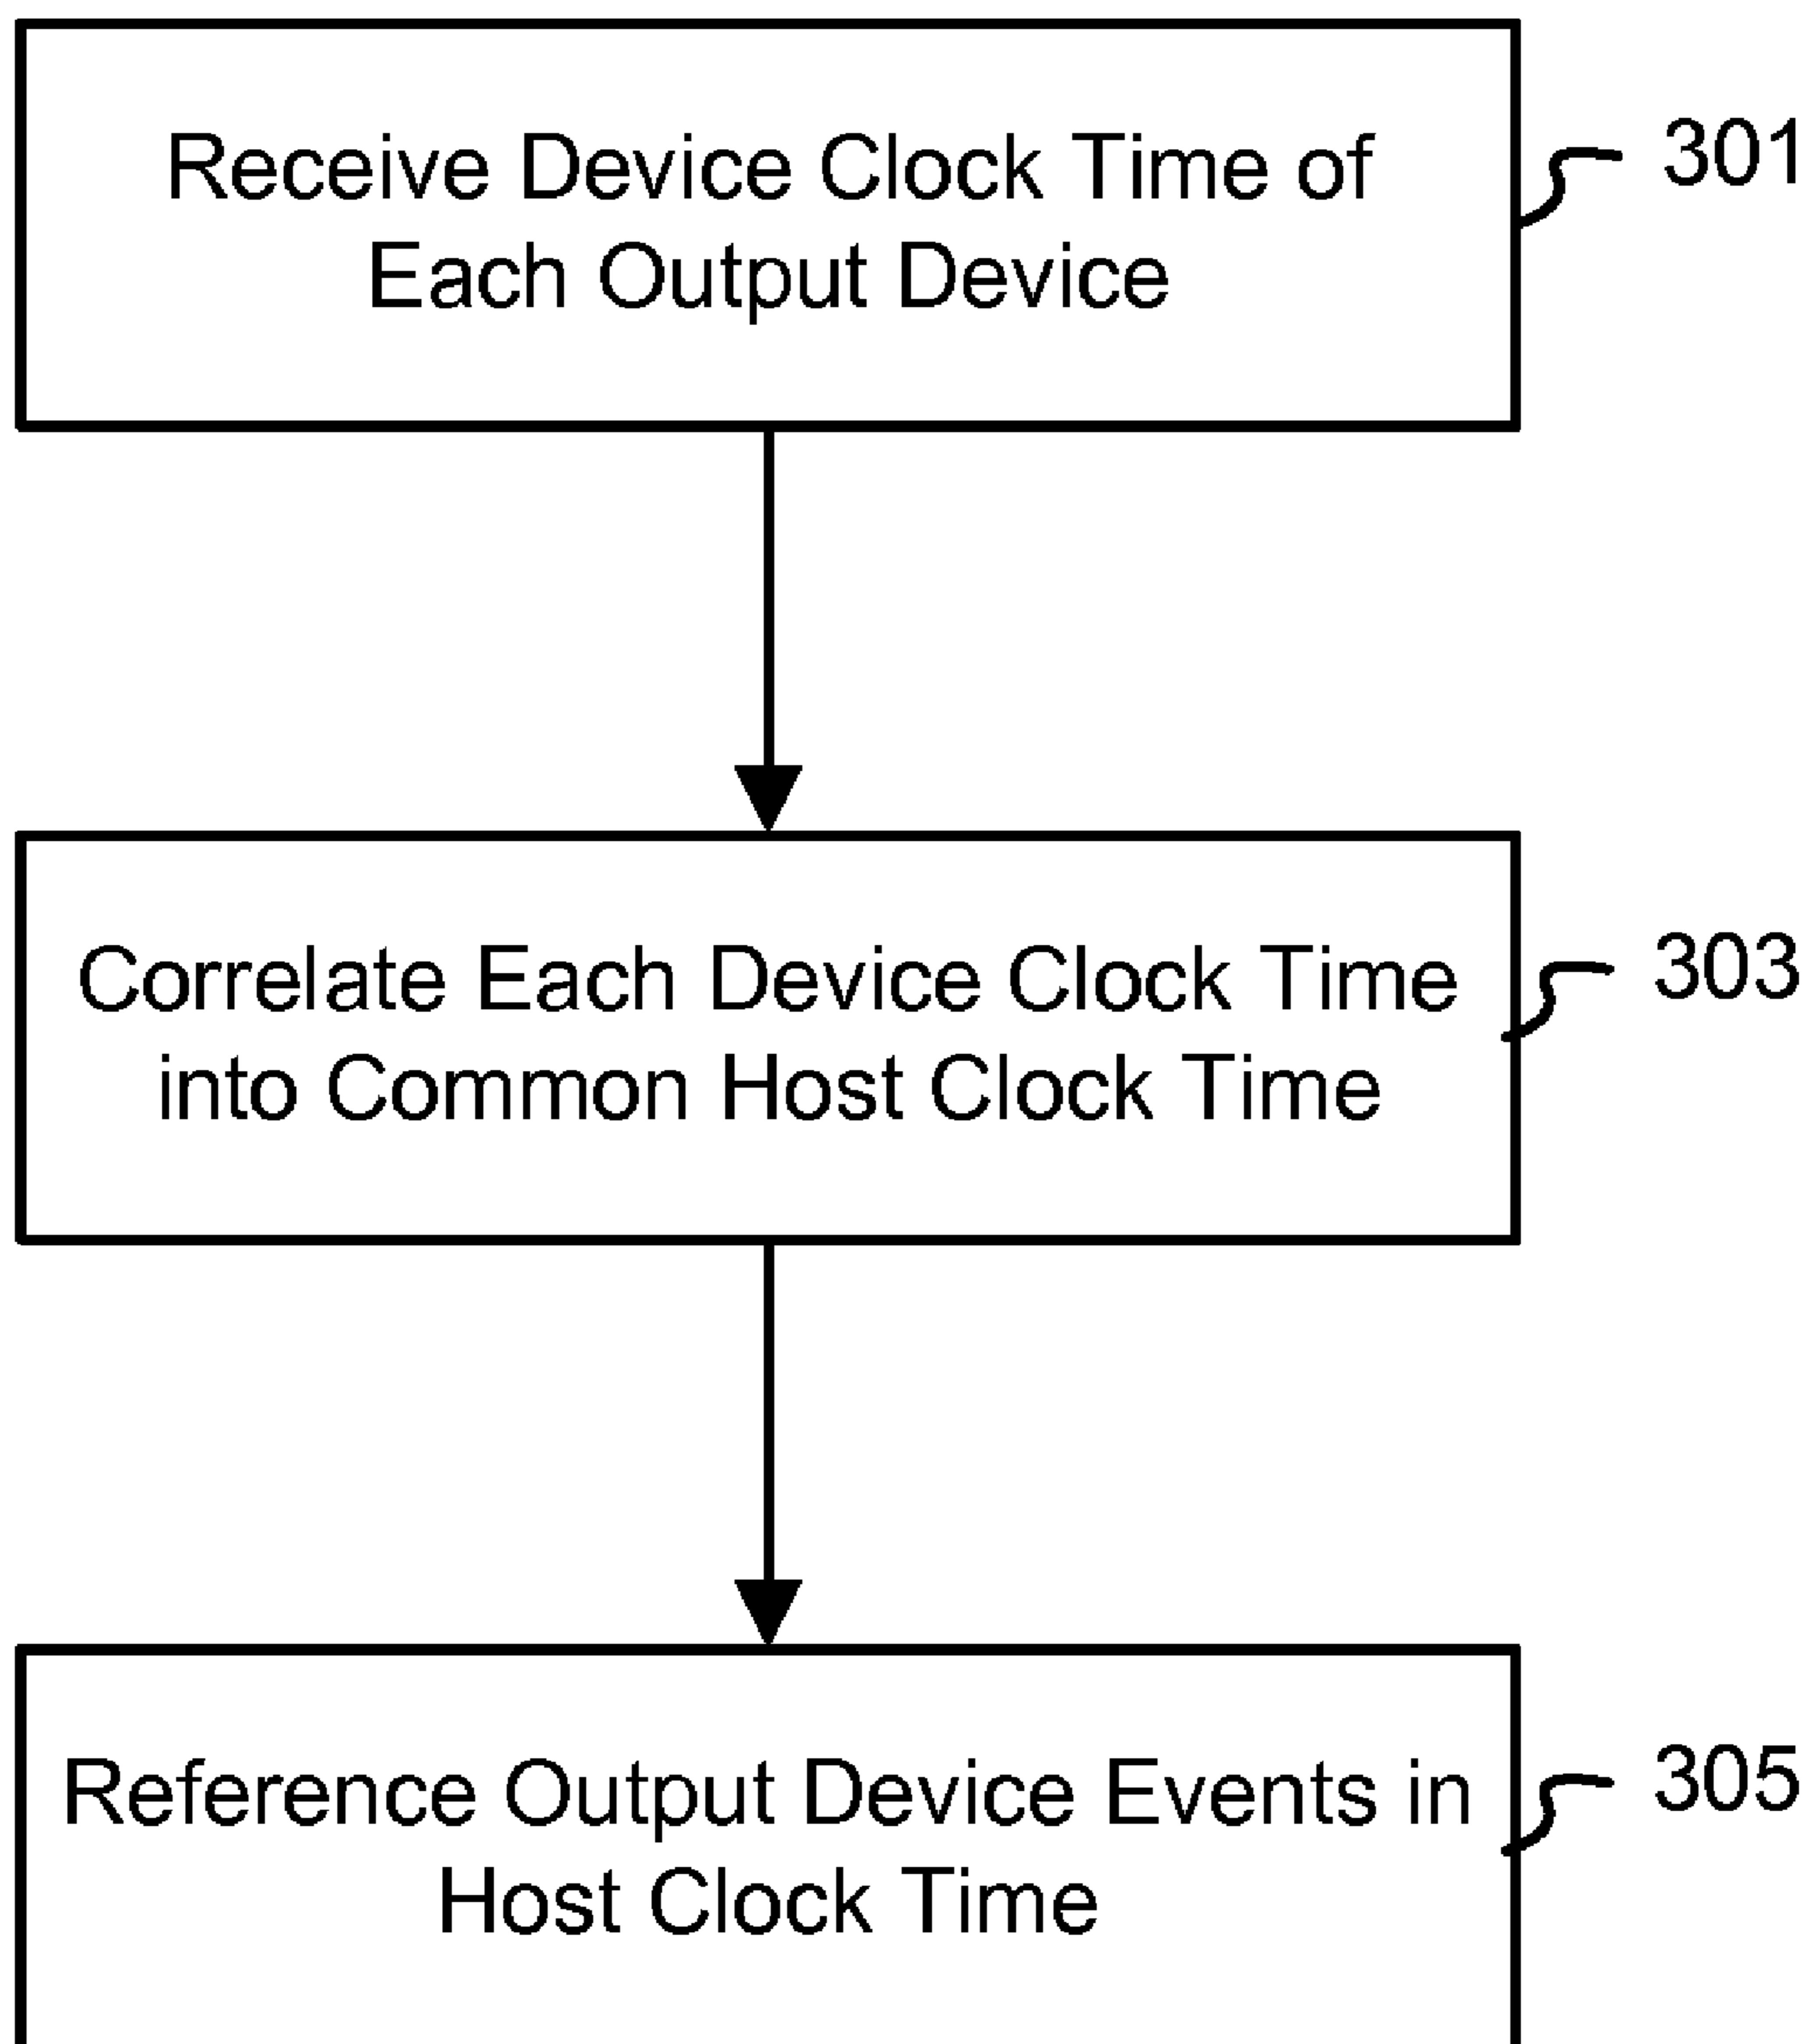 Receive Device Clock Time of
Each Output Device
301
Correlate Each Device Clock Time
into Common Host Clock Time
303
Reference Output Device Events in
Host Clock Time
305